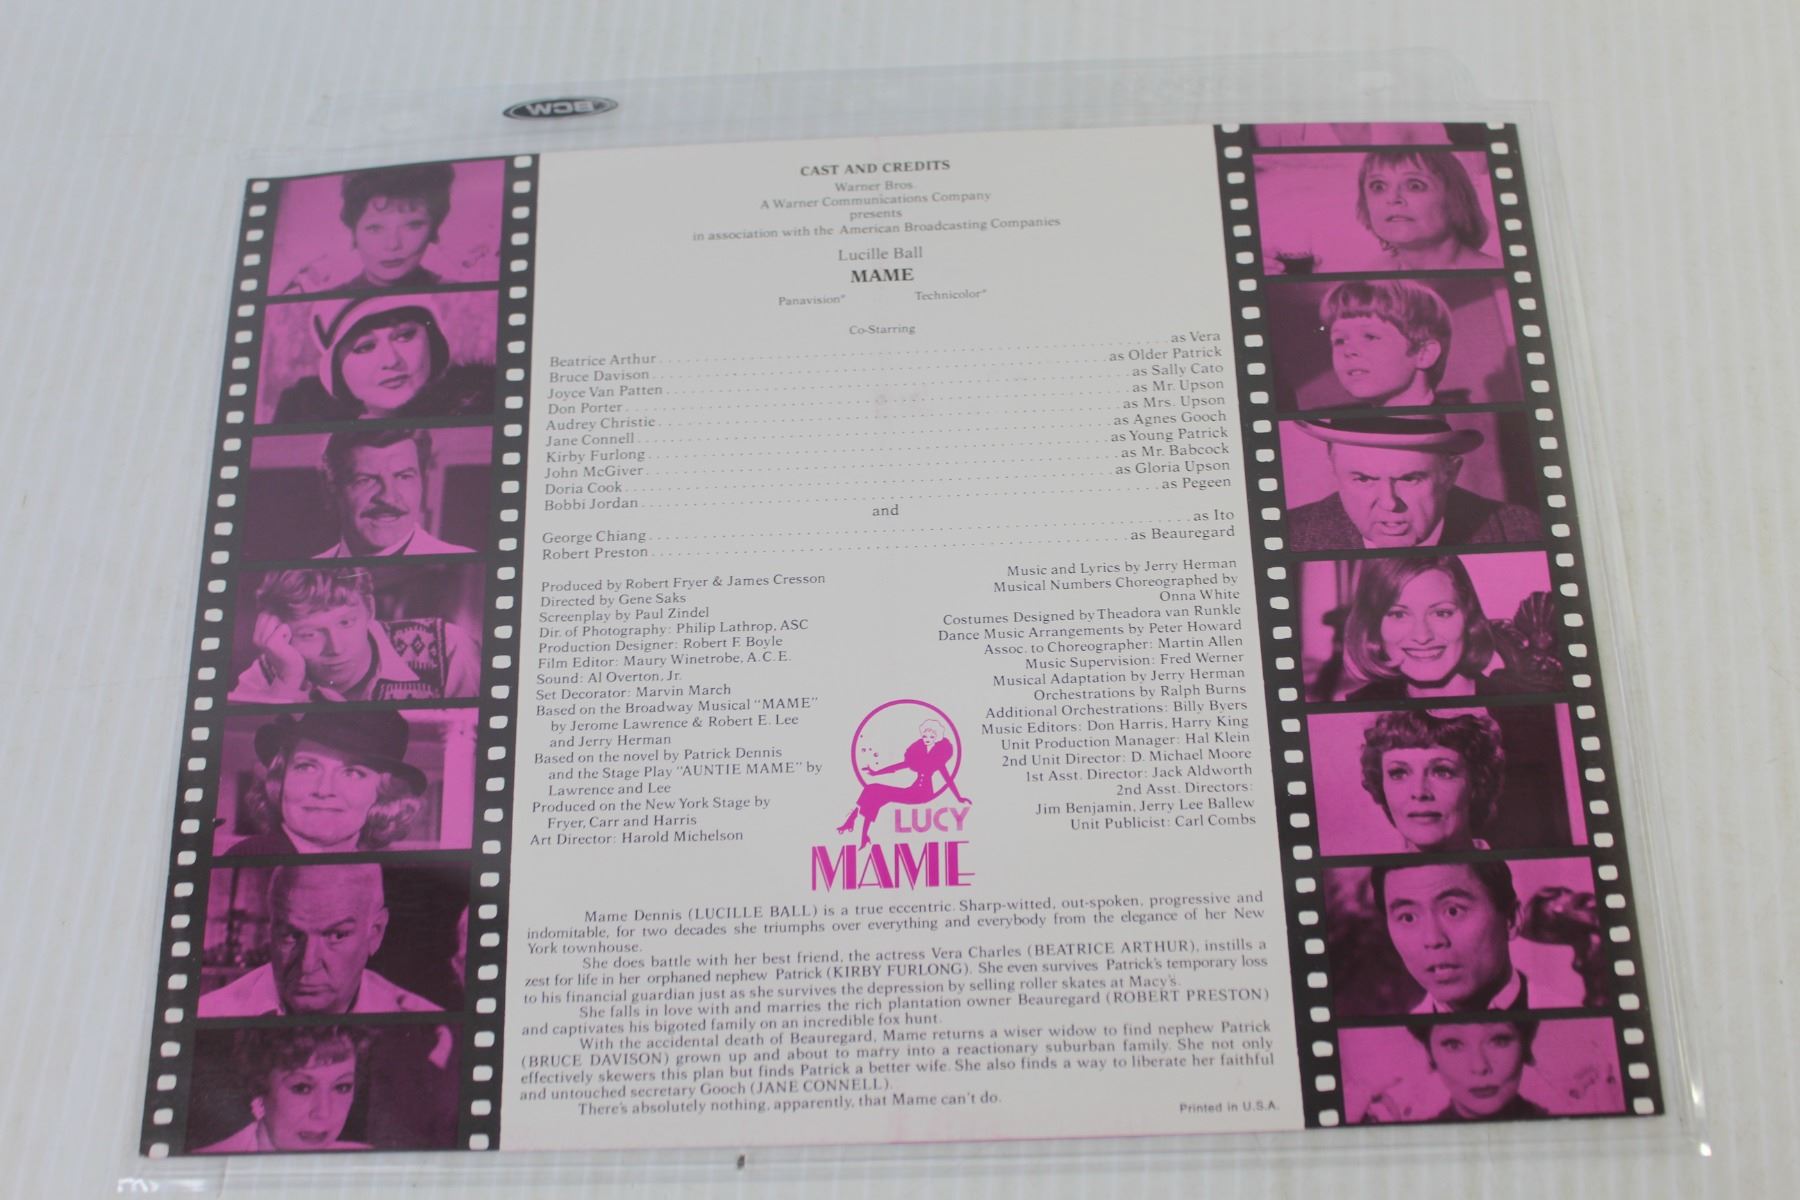 BCW
CAST AND CREDITS
Warner Bros.
A Warner Communications Company
presents
in association with the American Broadcasting Companies
Lucille Ball
MAME
Panavision® Technicolor®
Co-Starring
Beatrice Arthur . . . . . . . . . . as Vera
Bruce Davison . . . . . . . . . . as Older Patrick
Joyce Van Patten . . . . . . . . . . as Sally Cato
Don Porter . . . . . . . . . . as Mr. Upson
Audrey Christie . . . . . . . . . . as Mrs. Upson
Jane Connell . . . . . . . . . . as Agnes Gooch
Kirby Furlong . . . . . . . . . . as Young Patrick
John McGiver . . . . . . . . . . as Mr. Babcock
Doria Cook . . . . . . . . . . as Gloria Upson
Bobbi Jordan . . . . . . . . . . as Pegeen
and
George Chiang . . . . . . . . . . as Ito
Robert Preston . . . . . . . . . . as Beauregard
Produced by Robert Fryer & James Cresson
Directed by Gene Saks
Screenplay by Paul Zindel
Dir. of Photography: Philip Lathrop, ASC
Production Designer: Robert F. Boyle
Film Editor: Maury Winetrobe, A.C.E.
Sound: Al Overton, Jr.
Set Decorator: Marvin March
Based on the Broadway Musical "MAME"
by Jerome Lawrence & Robert E. Lee
and Jerry Herman
Based on the novel by Patrick Dennis
and the Stage Play "AUNTIE MAME" by
Lawrence and Lee
Produced on the New York Stage by
Fryer, Carr and Harris
Art Director: Harold Michelson
Music and Lyrics by Jerry Herman
Musical Numbers Choreographed by
Onna White
Costumes Designed by Theadora van Runkle
Dance Music Arrangements by Peter Howard
Assoc. to Choreographer: Martin Allen
Music Supervision: Fred Werner
Musical Adaptation by Jerry Herman
Orchestrations by Ralph Burns
Additional Orchestrations: Billy Byers
Music Editors: Don Harris, Harry King
Unit Production Manager: Hal Klein
2nd Unit Director: D. Michael Moore
1st Asst. Director: Jack Aldworth
2nd Asst. Directors:
Jim Benjamin, Jerry Lee Ballew
Unit Publicist: Carl Combs
LUCY
MAME
Mame Dennis (LUCILLE BALL) is a true eccentric. Sharp-witted, out-spoken, progressive and
indomitable, for two decades she triumphs over everything and everybody from the elegance of her New
York townhouse.
She does battle with her best friend, the actress Vera Charles (BEATRICE ARTHUR), instills a
zest for life in her orphaned nephew Patrick (KIRBY FURLONG). She even survives Patrick's temporary loss
to his financial guardian just as she survives the depression by selling roller skates at Macy's.
She falls in love with and marries the rich plantation owner Beauregard (ROBERT PRESTON)
and captivates his bigoted family on an incredible fox hunt.
With the accidental death of Beauregard, Mame returns a wiser widow to find nephew Patrick
(BRUCE DAVISON) grown up and about to marry into a reactionary suburban family. She not only
effectively skewers this plan but finds Patrick a better wife. She also finds a way to liberate her faithful
and untouched secretary Gooch (JANE CONNELL).
There's absolutely nothing, apparently, that Mame can't do.
Printed in U.S.A.